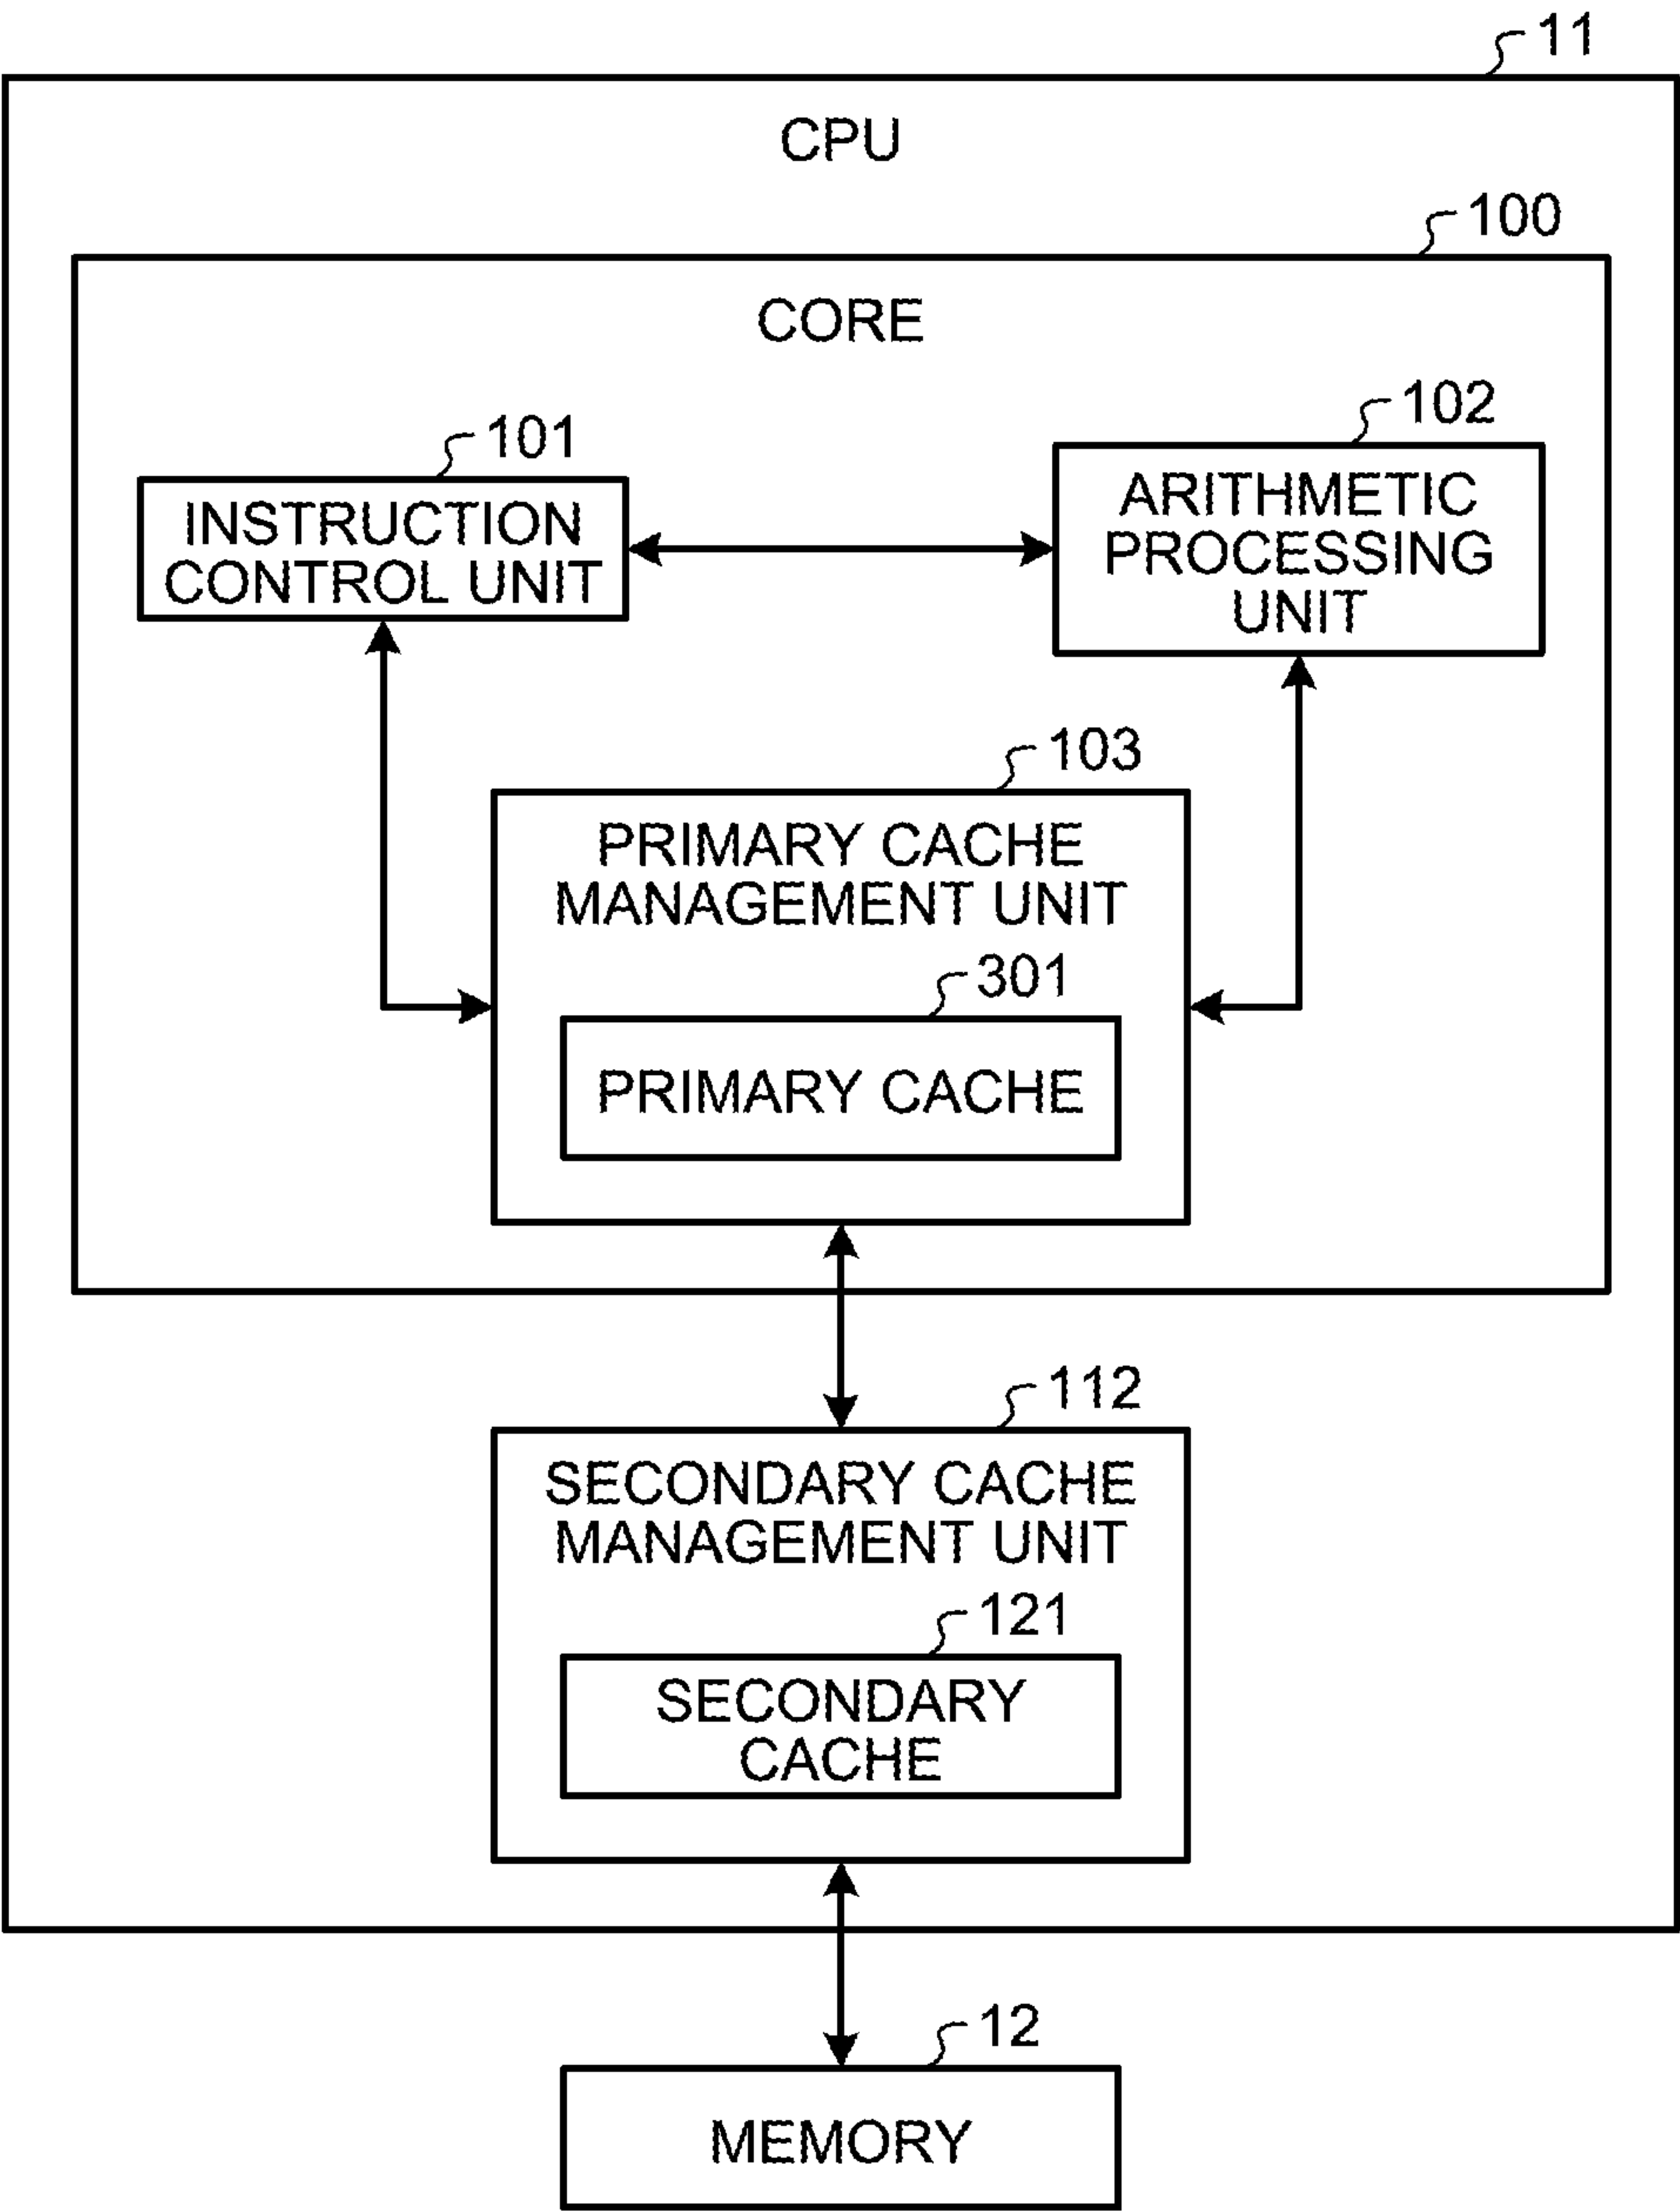 11
CPU
100
CORE
101
102
INSTRUCTION
CONTROL UNIT
ARITHMETIC
PROCESSING
UNIT
103
PRIMARY CACHE
MANAGEMENT UNIT
301
PRIMARY CACHE
112
SECONDARY CACHE
MANAGEMENT UNIT
121
SECONDARY
CACHE
12
MEMORY